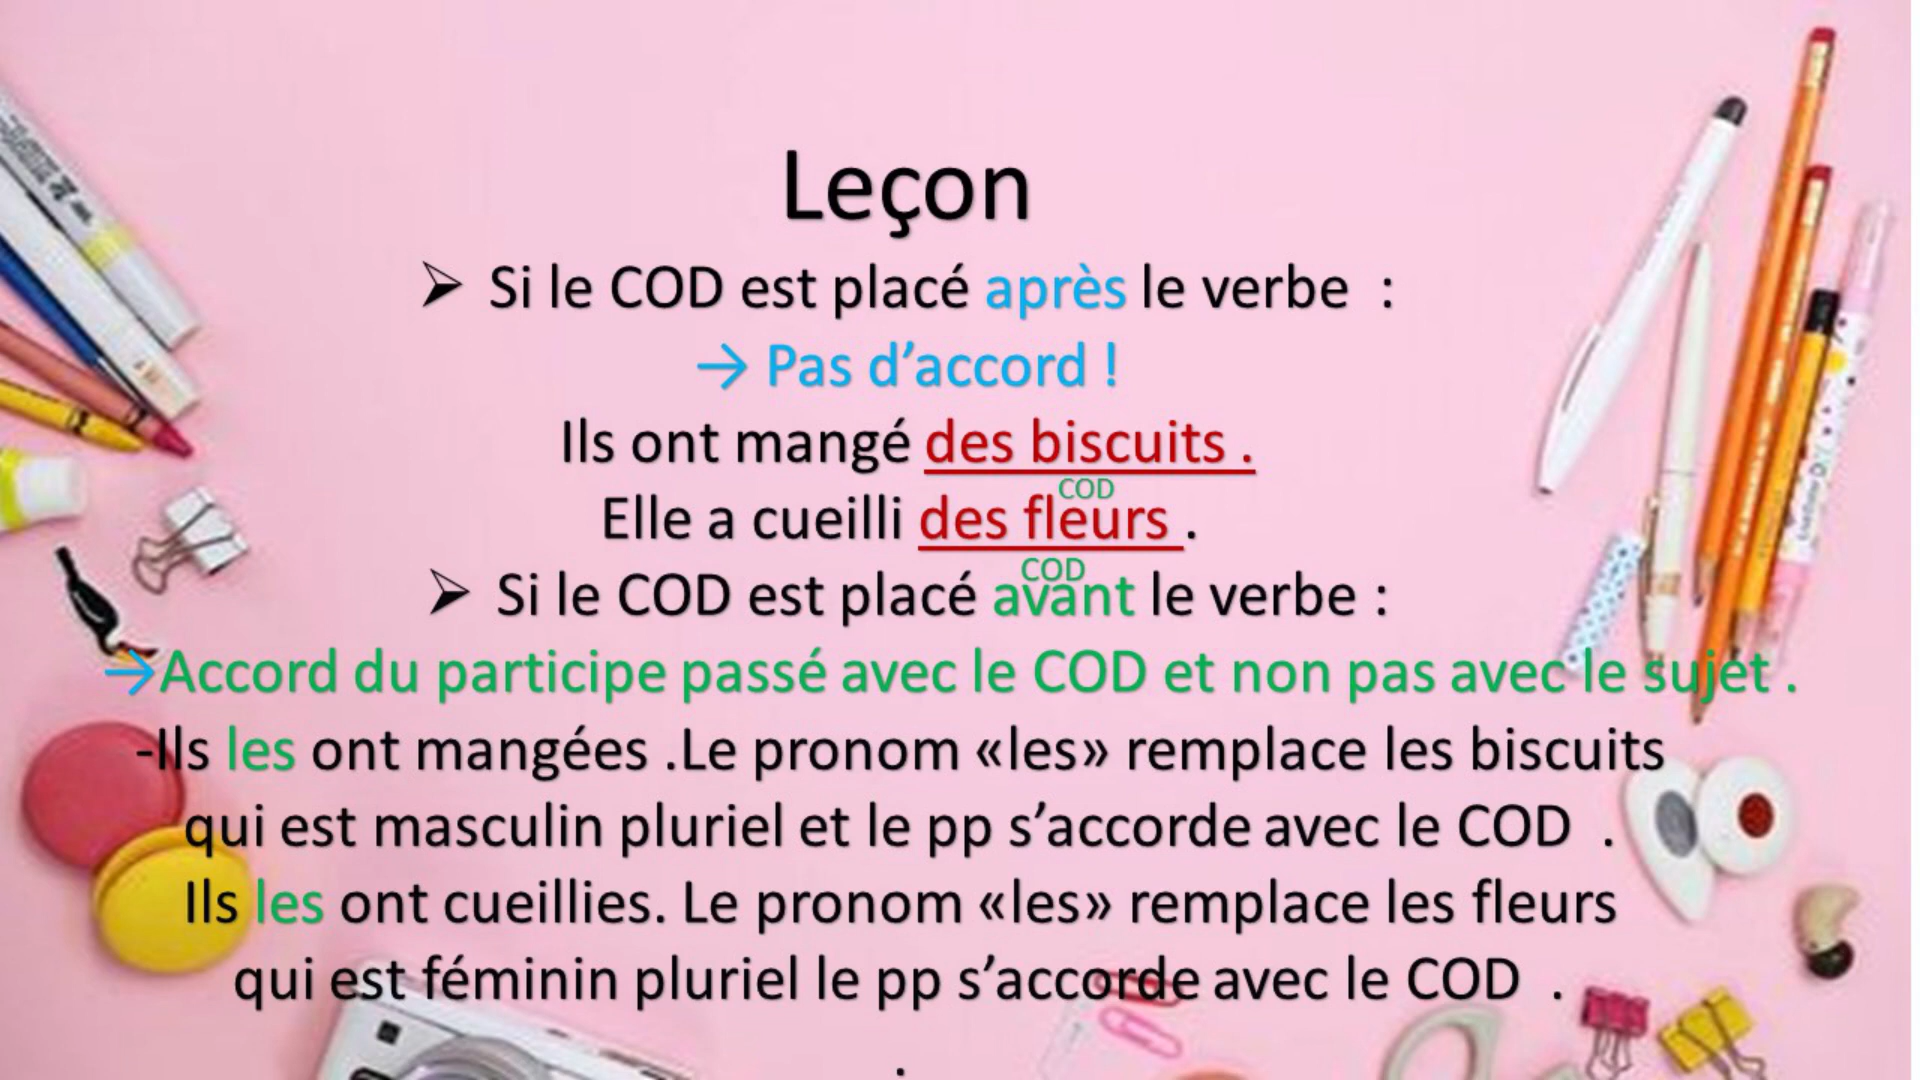 Leçon
➢ Si le COD est placé après le verbe :
→ Pas d’accord !
Ils ont mangé des biscuits .
COD
Elle a cueilli des fleurs .
COD
➢ Si le COD est placé avant le verbe :
→Accord du participe passé avec le COD et non pas avec le sujet .
-Ils les ont mangées .Le pronom «les» remplace les biscuits
qui est masculin pluriel et le pp s’accorde avec le COD .
Ils les ont cueillies. Le pronom «les» remplace les fleurs
qui est féminin pluriel le pp s’accorde avec le COD .
.